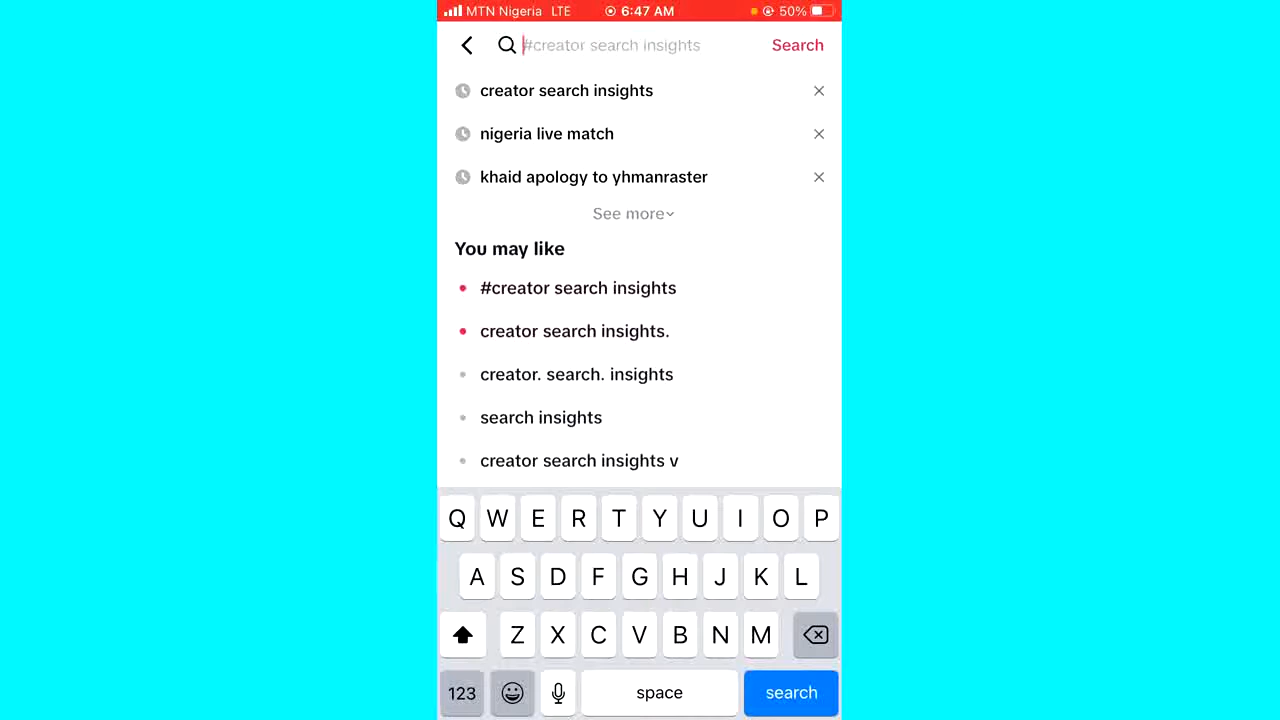 MTN Nigeria LTE 6:47 AM 50%
#creator search insights Search
creator search insights
nigeria live match
khaid apology to yhmanraster
See more
You may like
#creator search insights
creator search insights.
creator. search. insights
search insights
creator search insights v
Q W E R T Y U I O P
A S D F G H J K L
Z X C V B N M
123 space search